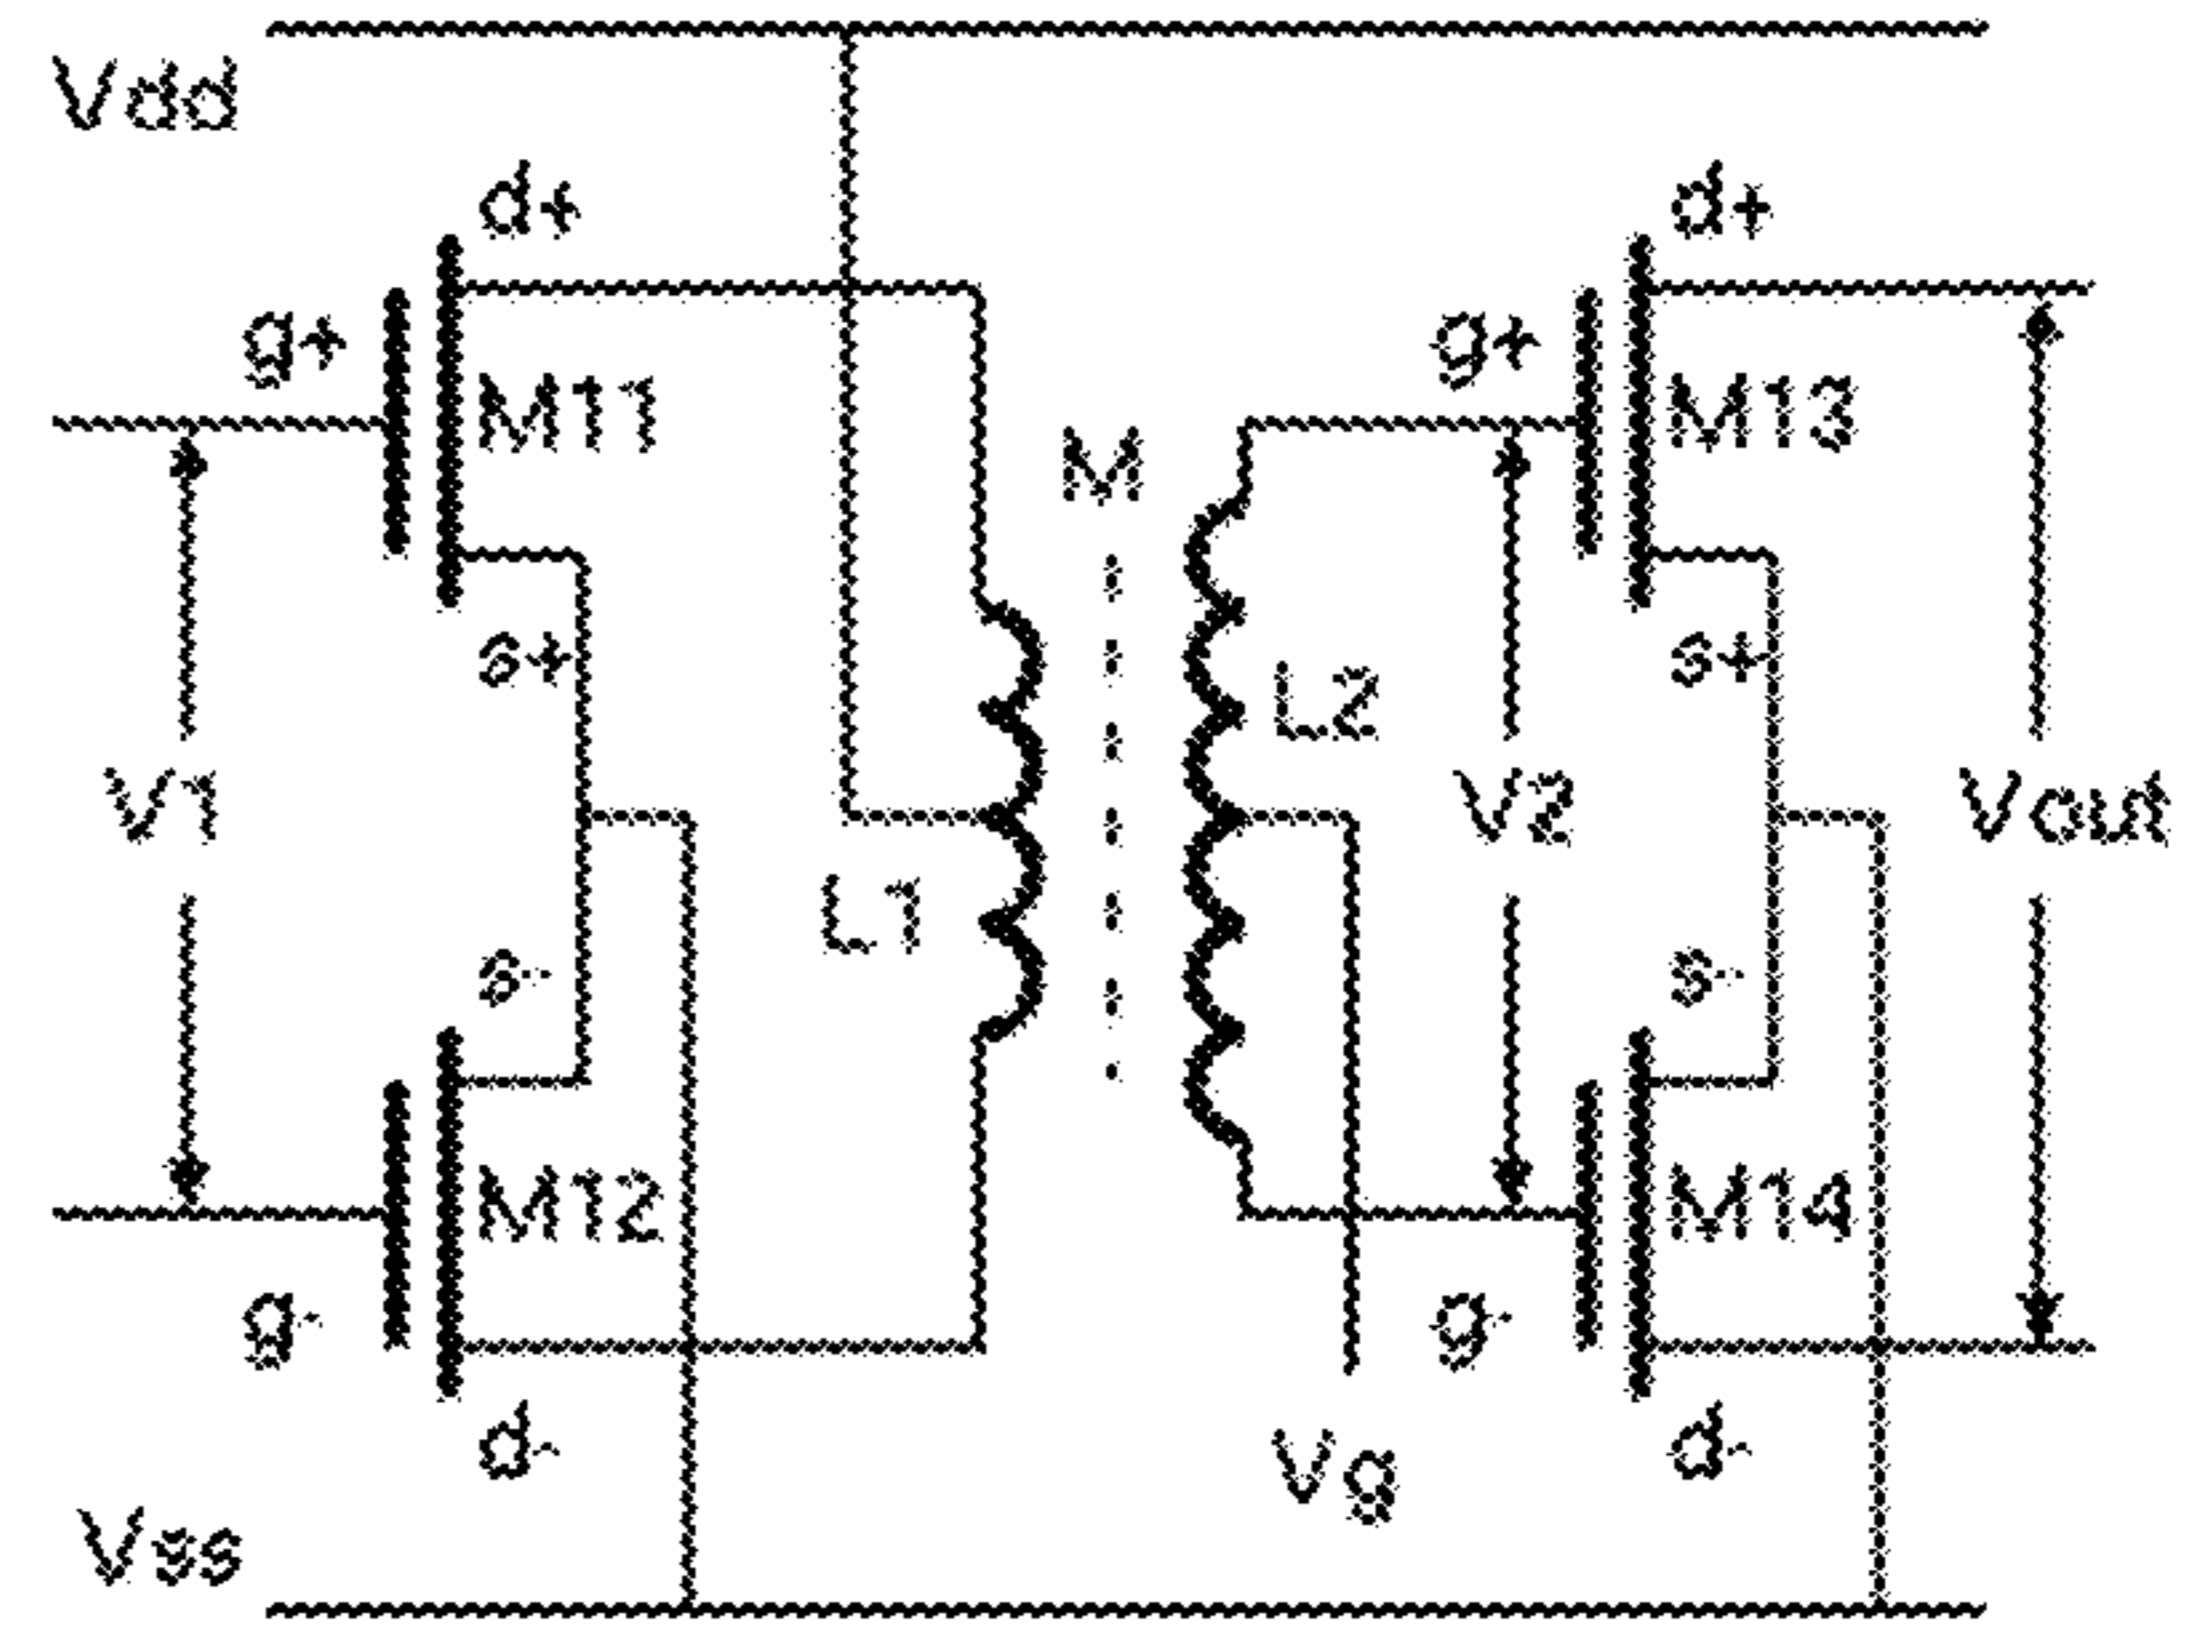 Vdd
d+
d+
g+
g+
M11
M13
M
s+
s+
L2
V1
V2
Vout
L1
s-
s-
M12
M14
g-
g-
d-
d-
Vg
Vss